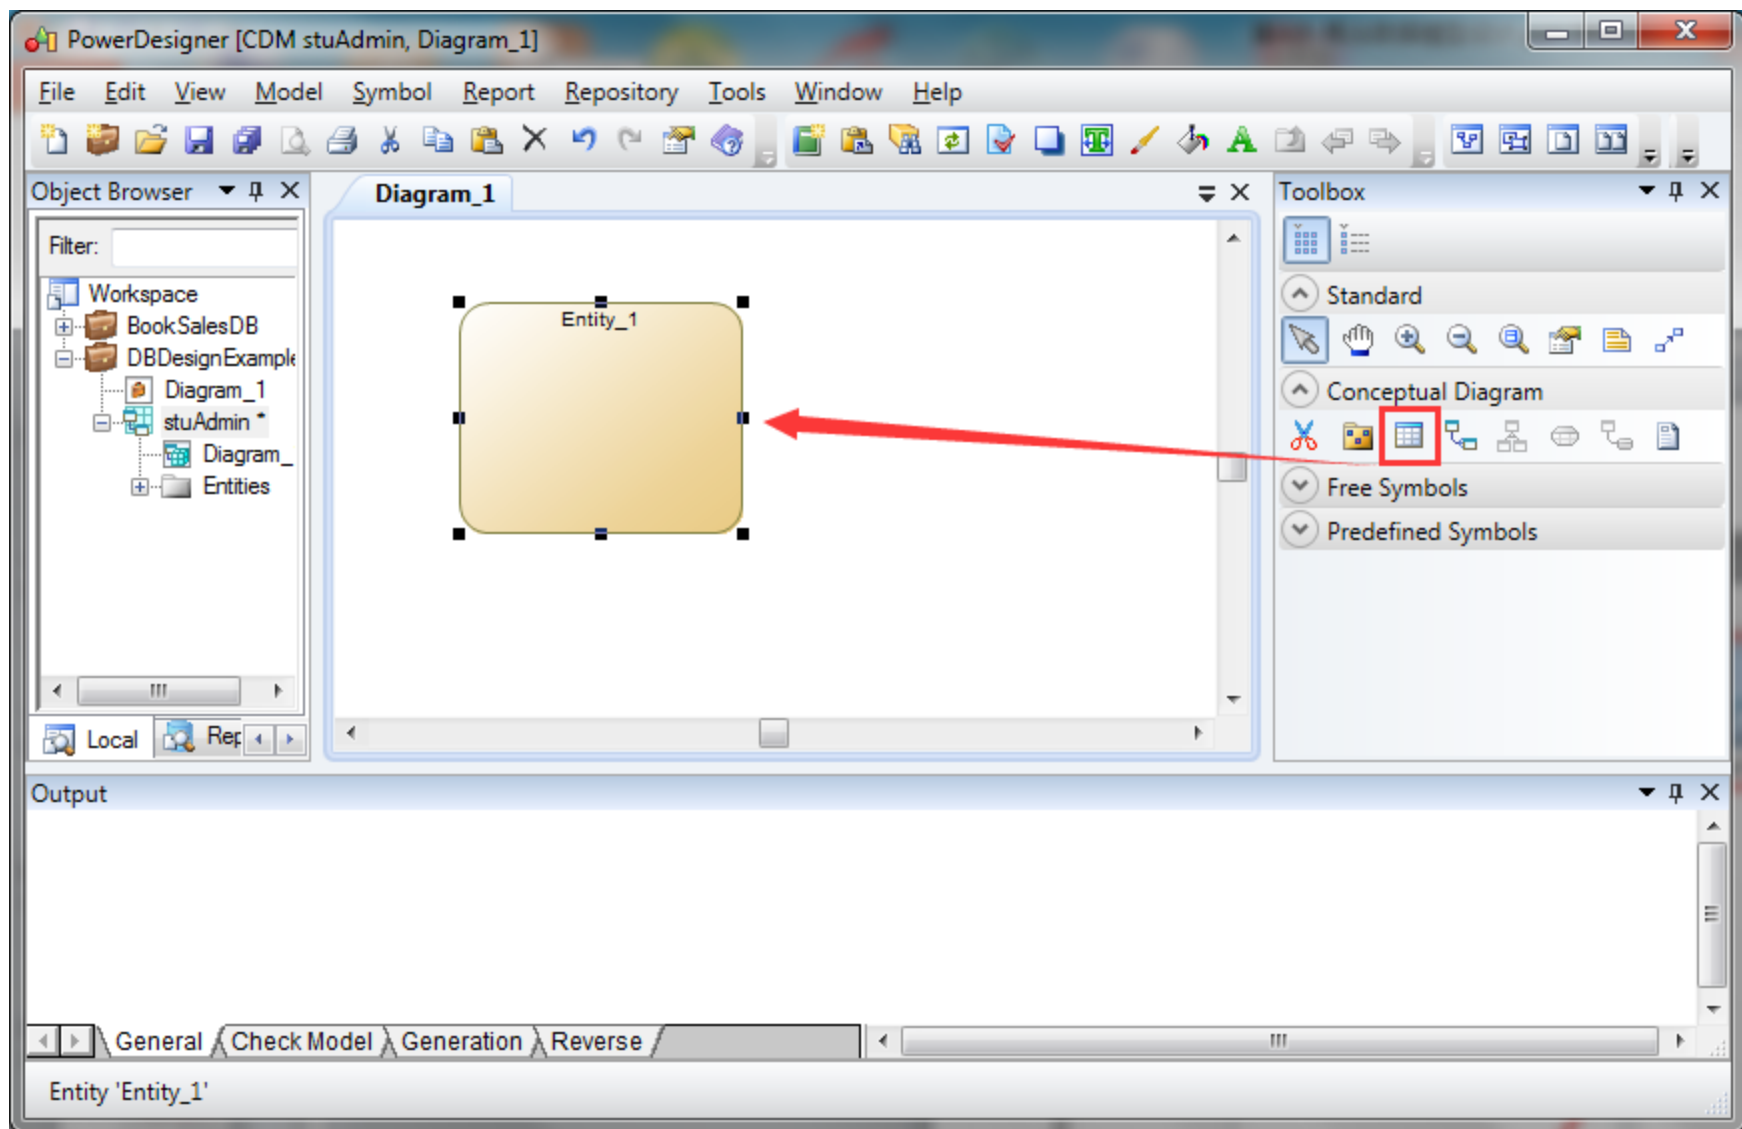 PowerDesigner [CDM stuAdmin, Diagram_1]
File Edit View Model Symbol Report Repository Tools Window Help
Object Browser
Diagram_1
Toolbox
Filter:
Workspace
BookSalesDB
DBDesignExample
Diagram_1
stuAdmin *
Diagram_
Entities
Local
Rep
Entity_1
Standard
Conceptual Diagram
Free Symbols
Predefined Symbols
Output
General Check Model Generation Reverse
Entity 'Entity_1'